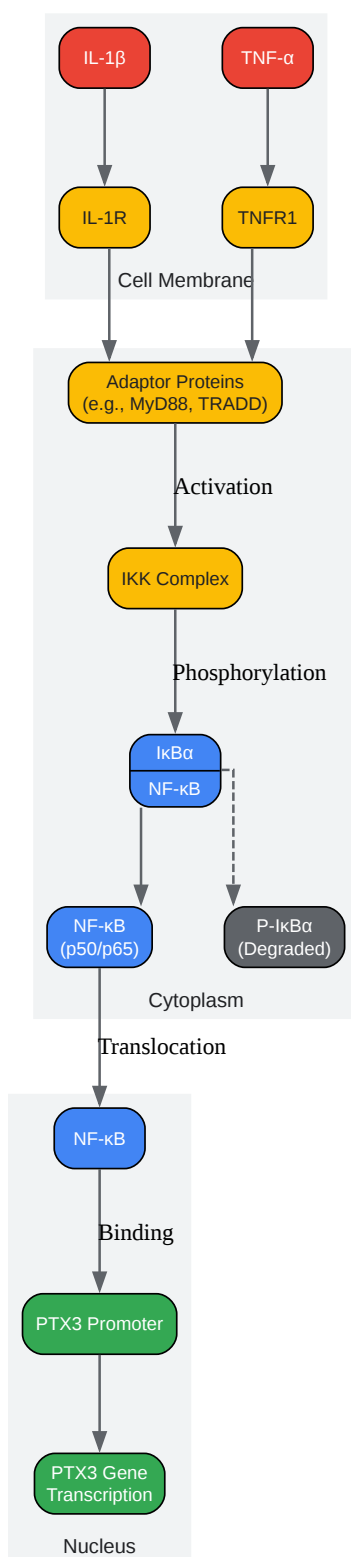 IL-1β
TNF-α
IL-1R
TNFR1
Cell Membrane
Adaptor Proteins
(e.g., MyD88, TRADD)
Activation
IKK Complex
Phosphorylation
IκBα
NF-κB
NF-κB
(p50/p65)
P-IκBα
(Degraded)
Cytoplasm
Translocation
NF-κB
Binding
PTX3 Promoter
PTX3 Gene
Transcription
Nucleus